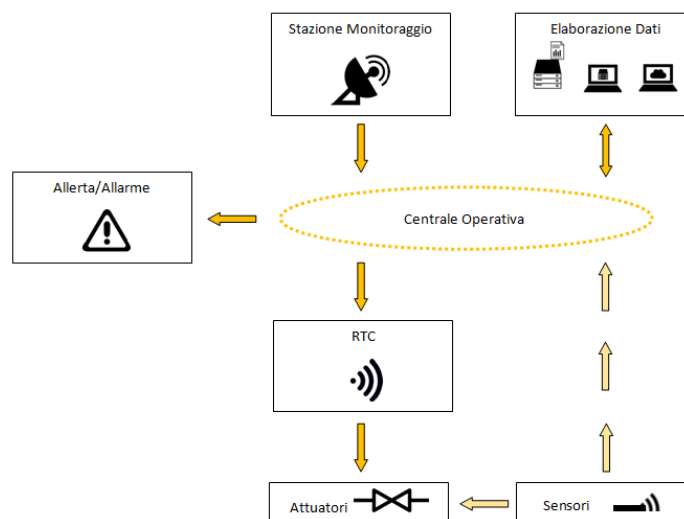 Stazione Monitoraggio
Elaborazione Dati
Allerta/Allarme
Centrale Operativa
RTC
Attuatori
Sensori